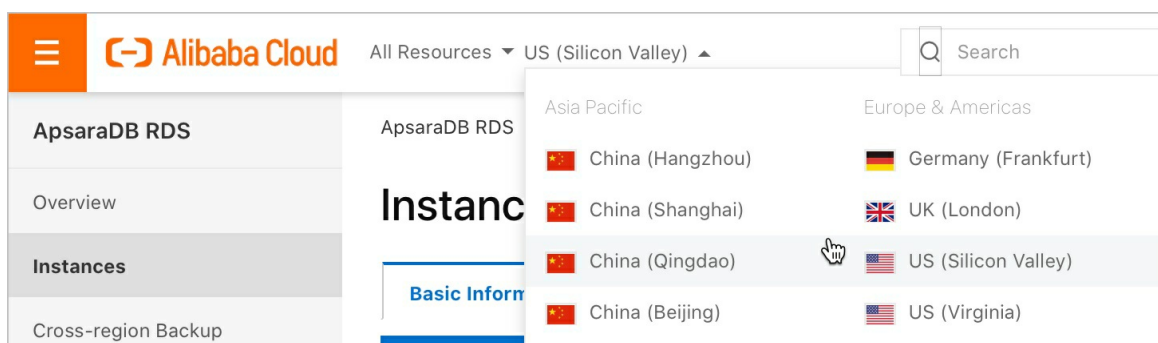 Alibaba Cloud All Resources US (Silicon Valley) Search
ApsaraDB RDS
Overview
Instances
Cross-region Backup
ApsaraDB RDS
Instanc
Basic Inform
Asia Pacific
China (Hangzhou)
China (Shanghai)
China (Qingdao)
China (Beijing)
Europe & Americas
Germany (Frankfurt)
UK (London)
US (Silicon Valley)
US (Virginia)